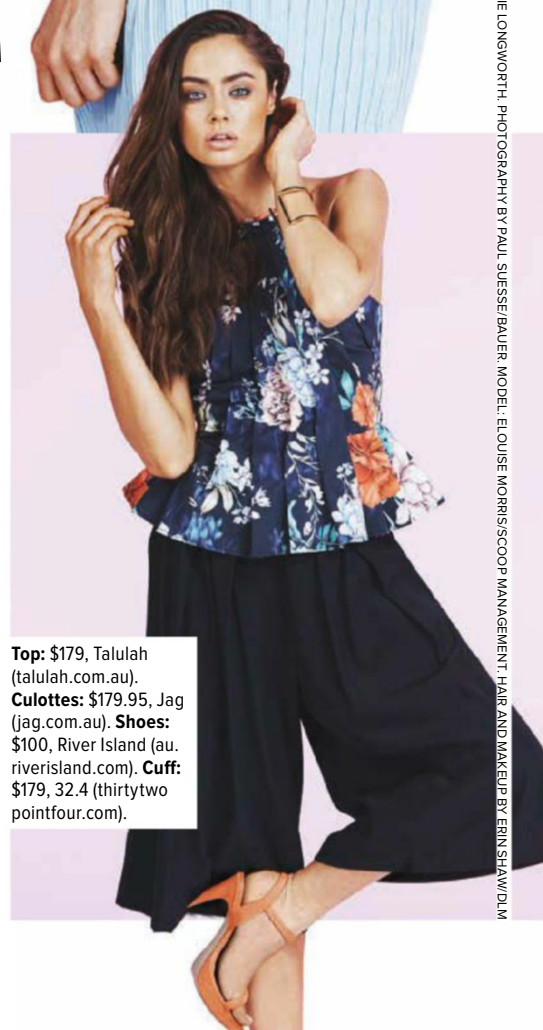 Top: $179, Talulah
(talulah.com.au).
Culottes: $179.95, Jag
(jag.com.au). Shoes:
$100, River Island (au.
riverisland.com). Cuff:
$179, 32.4 (thirtytwo
pointfour.com).
LONGWORTH. PHOTOGRAPHY BY PAUL SUESSE/BAUER. MODEL: ELOUISE MORRIS/SCOOP MANAGEMENT. HAIR AND MAKEUP BY ERIN SHAW/DLM